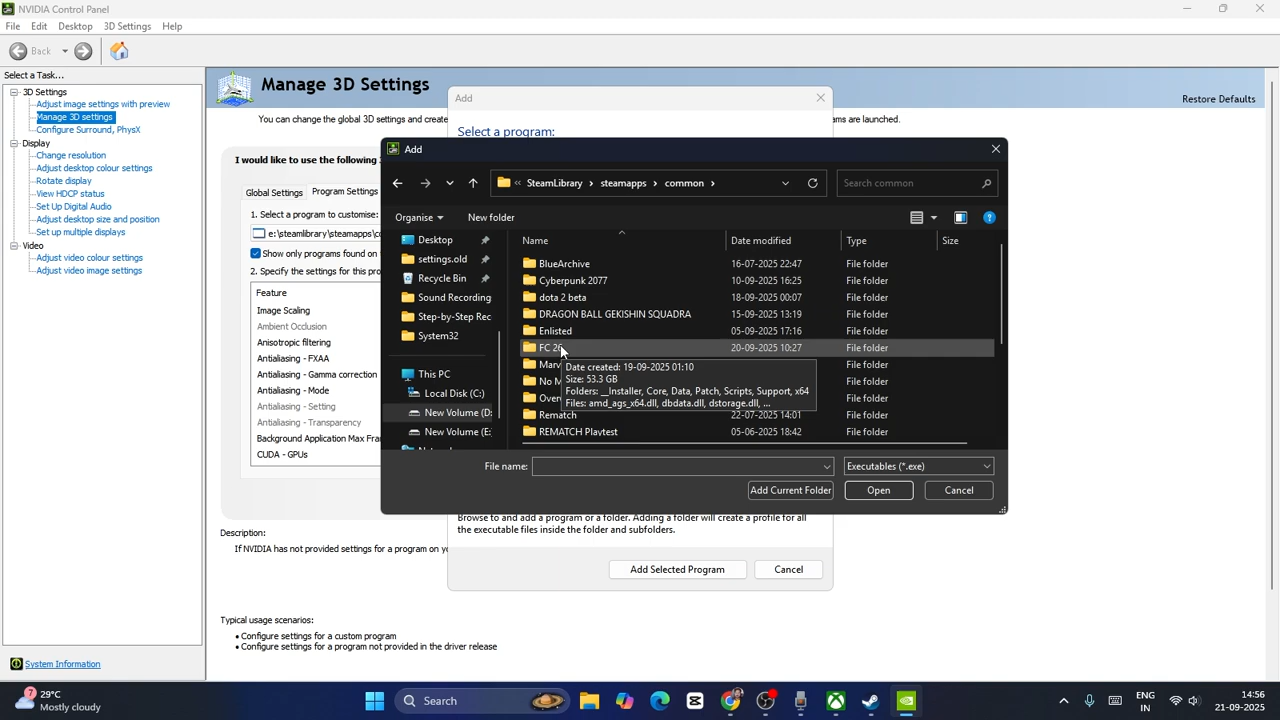 NVIDIA Control Panel
File Edit Desktop 3D Settings Help
Back
Select a Task...
3D Settings
Adjust image settings with preview
Manage 3D settings
Configure Surround, PhysX
Display
Change resolution
Adjust desktop colour settings
Rotate display
View HDCP status
Set Up Digital Audio
Adjust desktop size and position
Set up multiple displays
Video
Adjust video colour settings
Adjust video image settings
System Information
Manage 3D Settings
Restore Defaults
You can change the global 3D settings and create
ams are launched.
I would like to use the following
Global Settings Program Settings
1. Select a program to customise:
e:\steamlibrary\steamapps\co
Show only programs found on
2. Specify the settings for this pro
Feature
Image Scaling
Ambient Occlusion
Anisotropic filtering
Antialiasing - FXAA
Antialiasing - Gamma correction
Antialiasing - Mode
Antialiasing - Setting
Antialiasing - Transparency
Background Application Max Fra
CUDA - GPUs
Description:
If NVIDIA has not provided settings for a program on yo
Typical usage scenarios:
• Configure settings for a custom program
• Configure settings for a program not provided in the driver release
Add
Select a program:
Browse to and add a program or a folder. Adding a folder will create a profile for all
the executable files inside the folder and subfolders.
Add Selected Program Cancel
Add
« SteamLibrary › steamapps › common ›
Search common
Organise New folder
Desktop
settings.old
Recycle Bin
Sound Recording
Step-by-Step Rec
System32
This PC
Local Disk (C:)
New Volume (D:
New Volume (E:
Name Date modified Type Size
BlueArchive 16-07-2025 22:47 File folder
Cyberpunk 2077 10-09-2025 16:25 File folder
dota 2 beta 18-09-2025 00:07 File folder
DRAGON BALL GEKISHIN SQUADRA 15-09-2025 13:19 File folder
Enlisted 05-09-2025 17:16 File folder
FC 26 20-09-2025 10:27 File folder
Marv File folder
No M File folder
Over File folder
Rematch 22-07-2025 14:01 File folder
REMATCH Playtest 05-06-2025 18:42 File folder
Date created: 19-09-2025 01:10
Size: 53.3 GB
Folders: __Installer, Core, Data, Patch, Scripts, Support, x64
Files: amd_ags_x64.dll, dbdata.dll, dstorage.dll, ...
File name: Executables (*.exe)
Add Current Folder Open Cancel
29°C
Mostly cloudy
Search
ENG
IN
14:56
21-09-2025